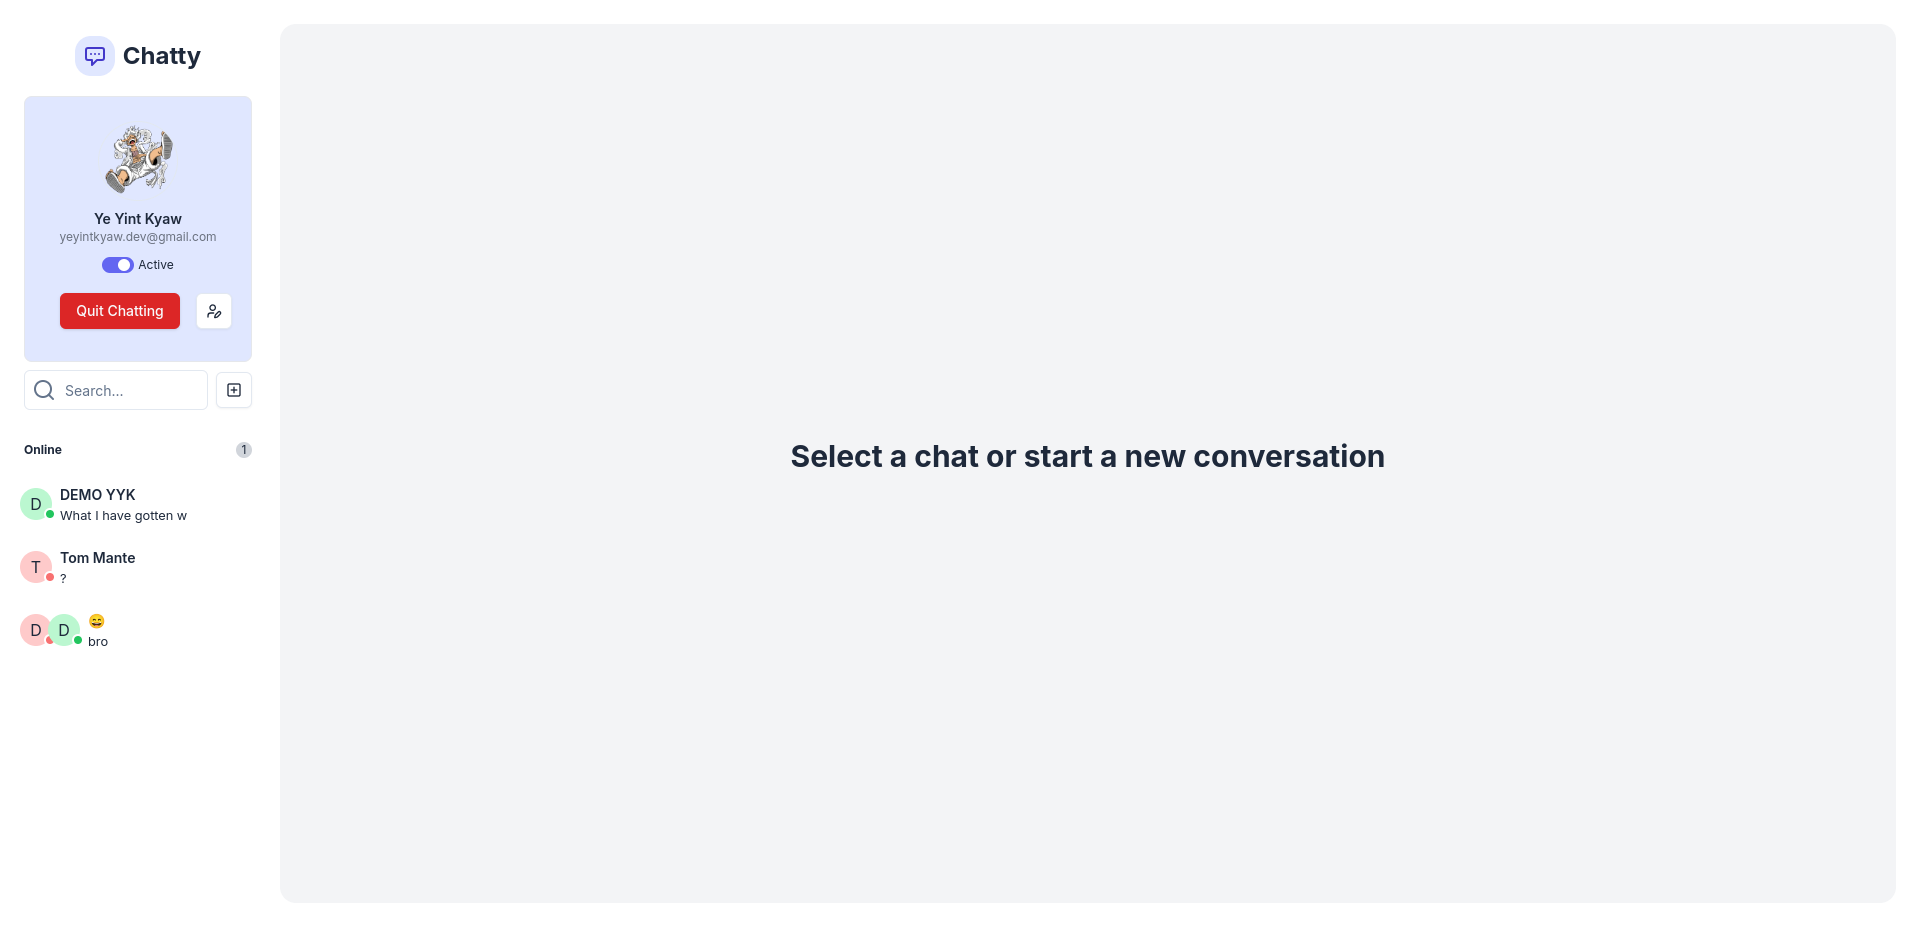 Chatty
Ye Yint Kyaw
yeyintkyaw.dev@gmail.com
Active
Quit Chatting
Search...
Online
1
D
DEMO YYK
What I have gotten w
T
Tom Mante
?
D
D
😄
bro
Select a chat or start a new conversation